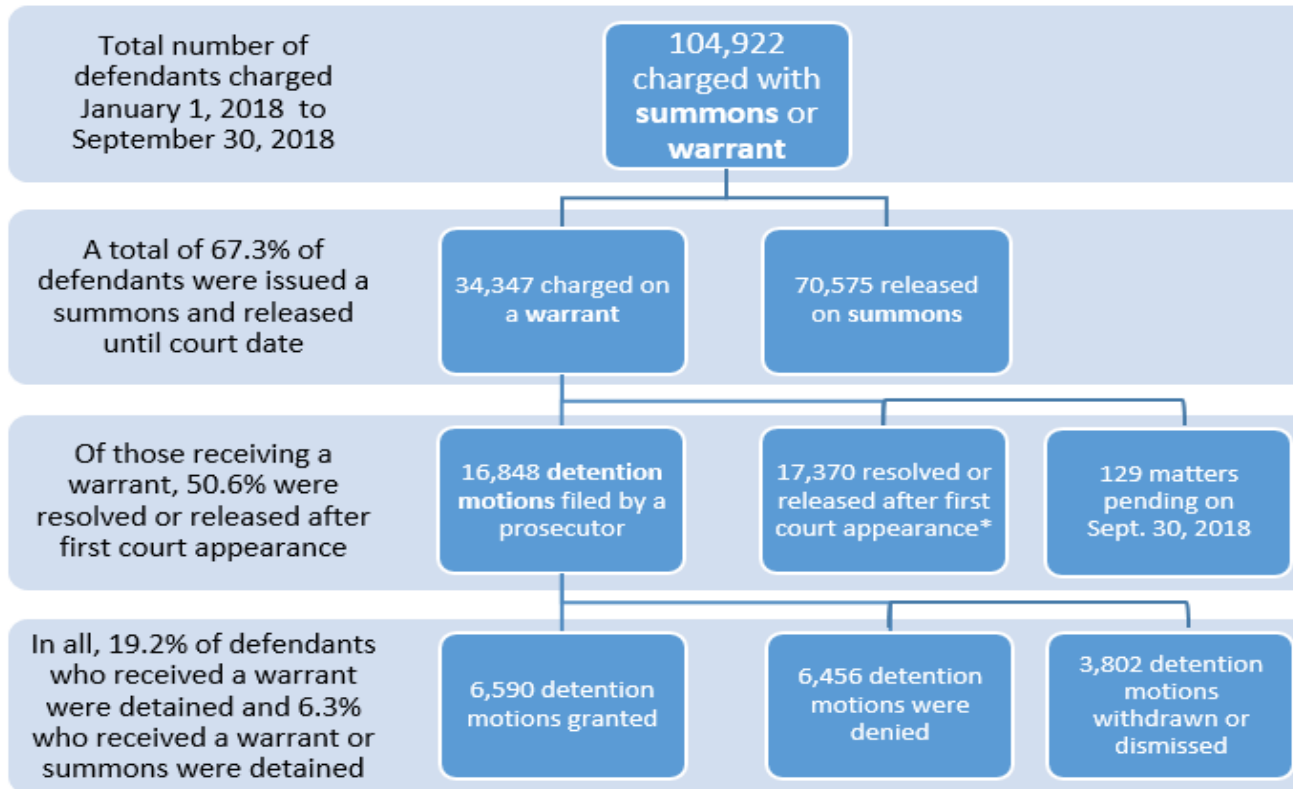 Total number of
defendants charged
January 1, 2018 to
September 30, 2018
104,922
charged with
summons or
warrant
A total of 67.3% of
defendants were issued a
summons and released
until court date
34,347 charged on
a warrant
70,575 released
on summons
Of those receiving a
warrant, 50.6% were
resolved or released after
first court appearance
16,848 detention
motions filed by a
prosecutor
17,370 resolved or
released after first
court appearance*
129 matters
pending on
Sept. 30, 2018
In all, 19.2% of defendants
who received a warrant
were detained and 6.3%
who received a warrant or
summons were detained
6,590 detention
motions granted
6,456 detention
motions were
denied
3,802 detention
motions
withdrawn or
dismissed